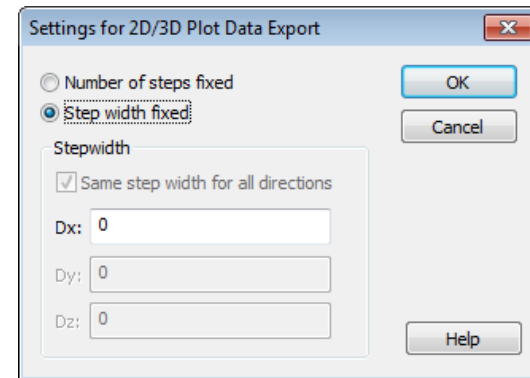 Settings for 2D/3D Plot Data Export
Number of steps fixed
Step width fixed
OK
Cancel
Stepwidth
Same step width for all directions
Dx: 0
Dy: 0
Dz: 0
Help